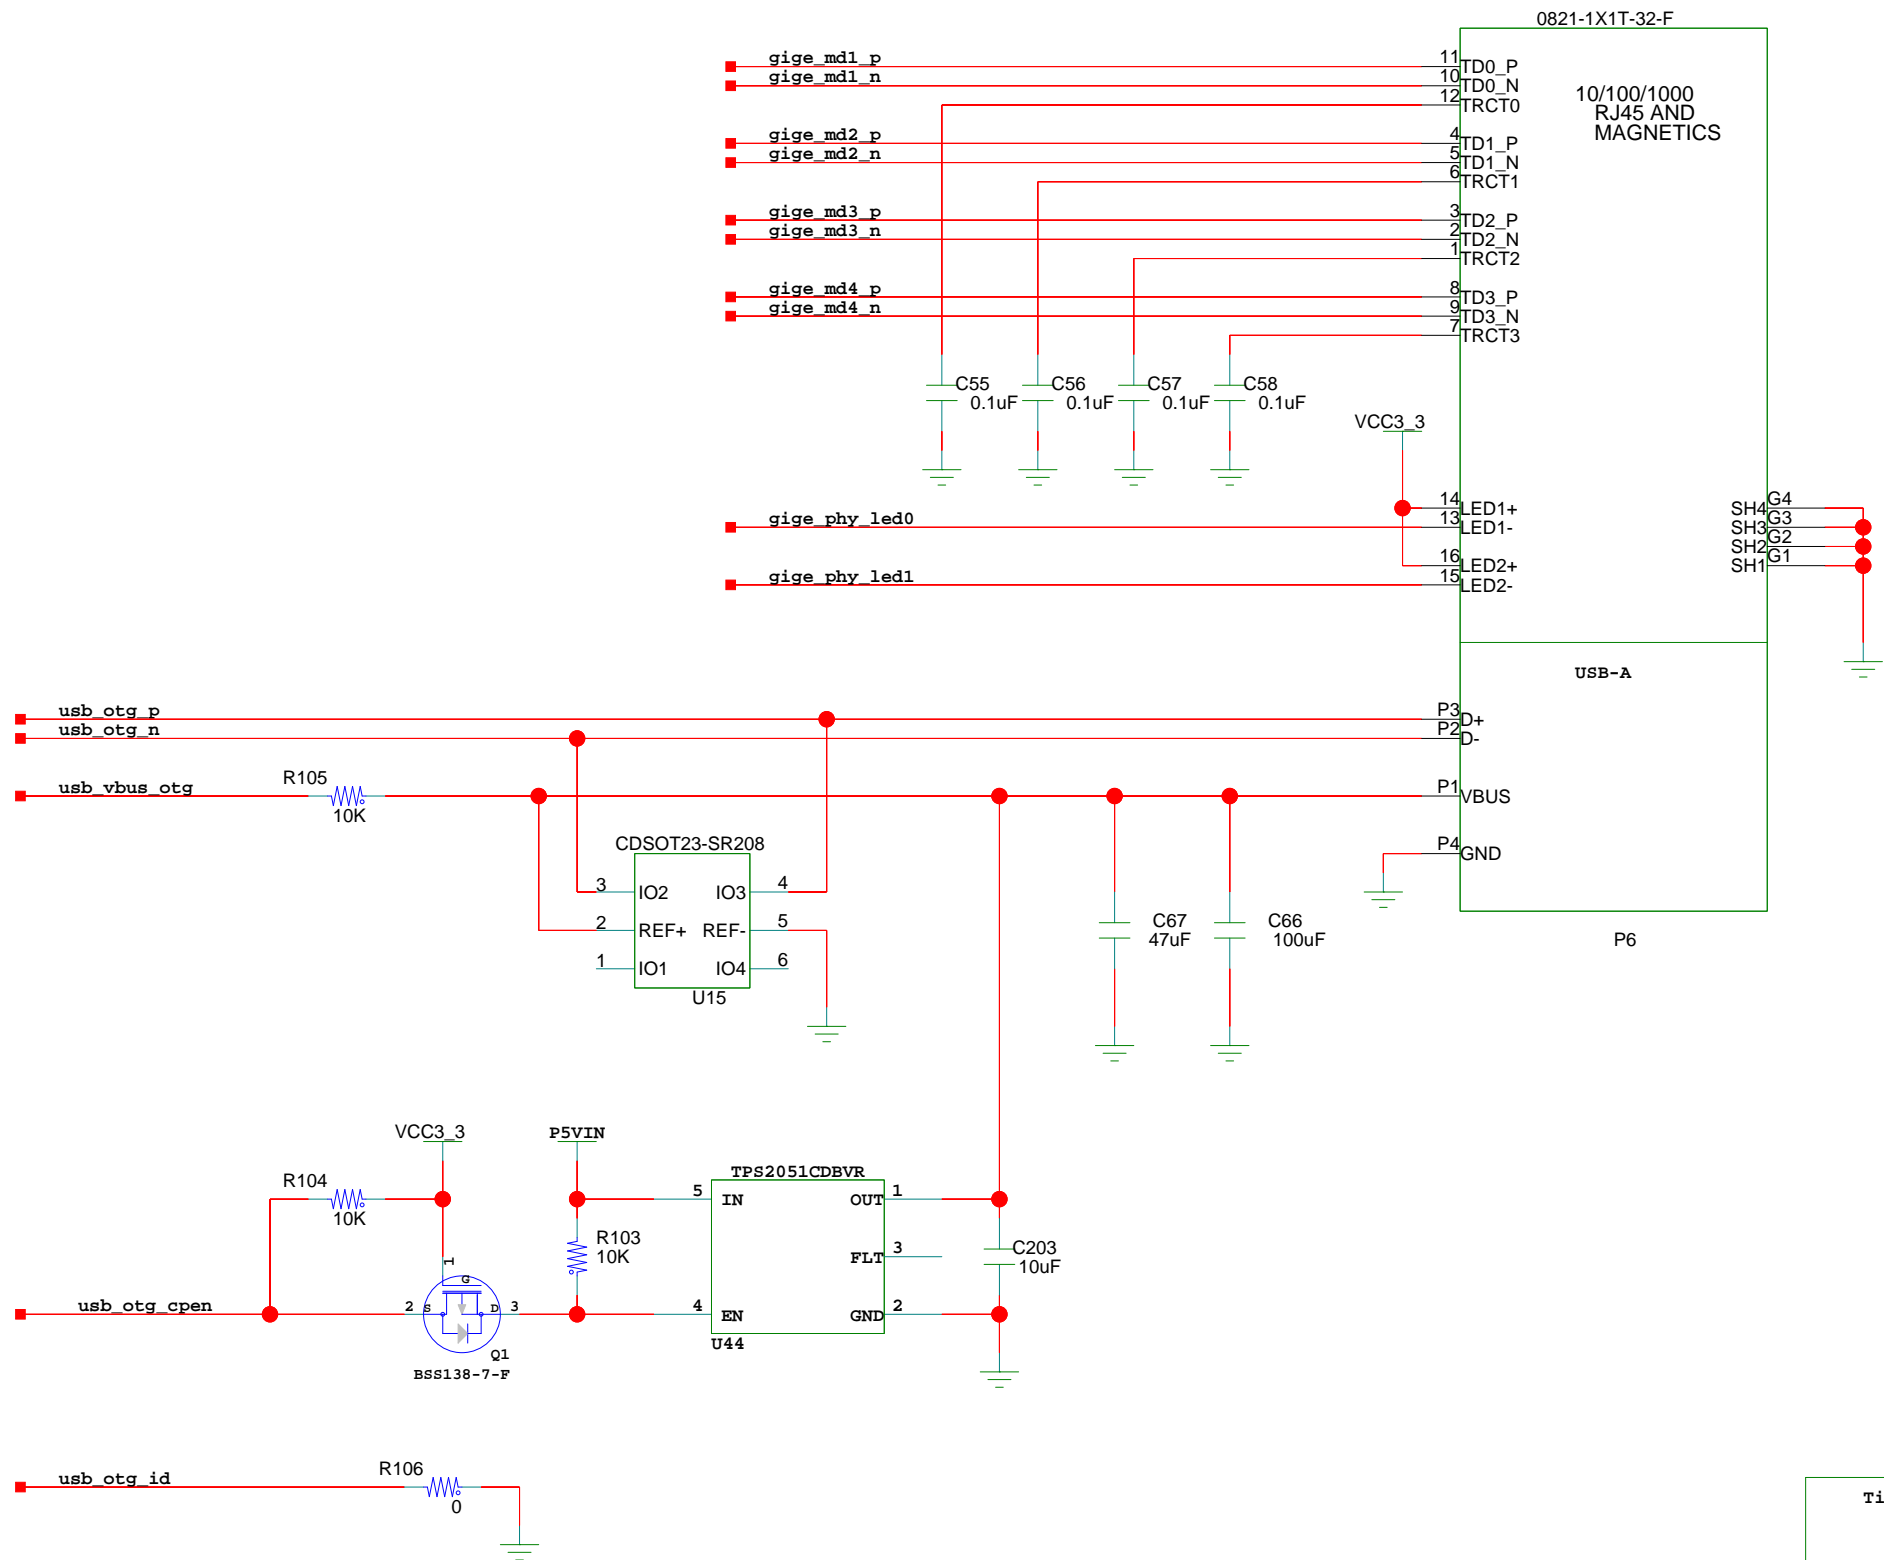 0821-1X1T-32-F
gige_md1_p 11 TD0_P
gige_md1_n 10 TD0_N
12 TRCT0
10/100/1000
RJ45 AND
MAGNETICS
gige_md2_p 4 TD1_P
gige_md2_n 5 TD1_N
6 TRCT1
gige_md3_p 3 TD2_P
gige_md3_n 2 TD2_N
1 TRCT2
gige_md4_p 8 TD3_P
gige_md4_n 9 TD3_N
7 TRCT3
C55 C56 C57 C58
0.1uF 0.1uF 0.1uF 0.1uF
VCC3_3
14 LED1+ SH4 G4
gige_phy_led0 13 LED1- SH3 G3
SH2 G2
16 LED2+ SH1 G1
gige_phy_led1 15 LED2-
USB-A
usb_otg_p P3 D+
usb_otg_n P2 D-
R105
usb_vbus_otg P1 VBUS
10K
CDSOT23-SR208
P4 GND
3 IO2 IO3 4
2 REF+ REF- 5
1 IO1 IO4 6
U15
C67 C66
47uF 100uF
P6
VCC3_3 P5VIN
TPS2051CDBVR
R104
10K
5 IN OUT 1
R103
10K
FLT 3
C203
10uF
1
G
usb_otg_cpen 2 S D 3 4 EN GND 2
U44
Q1
BSS138-7-F
usb_otg_id R106
0
Ti